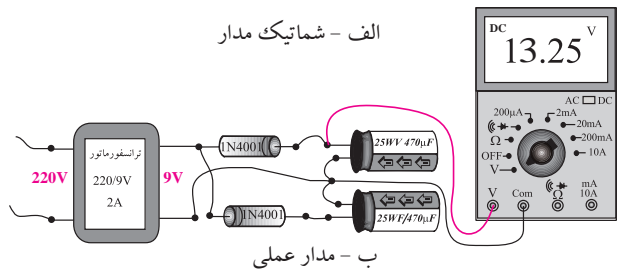 الف - شماتیک مدار
DC
13.25 V
AC DC
200µA
2mA
20mA
200mA
10A
Ω
OFF
V
V
Com
Ω
mA
10A
220V
ترانسفورماتور
220/9V
2A
9V
1N4001
25WV 470µF
1N4001
25WF/470µF
ب - مدار عملی